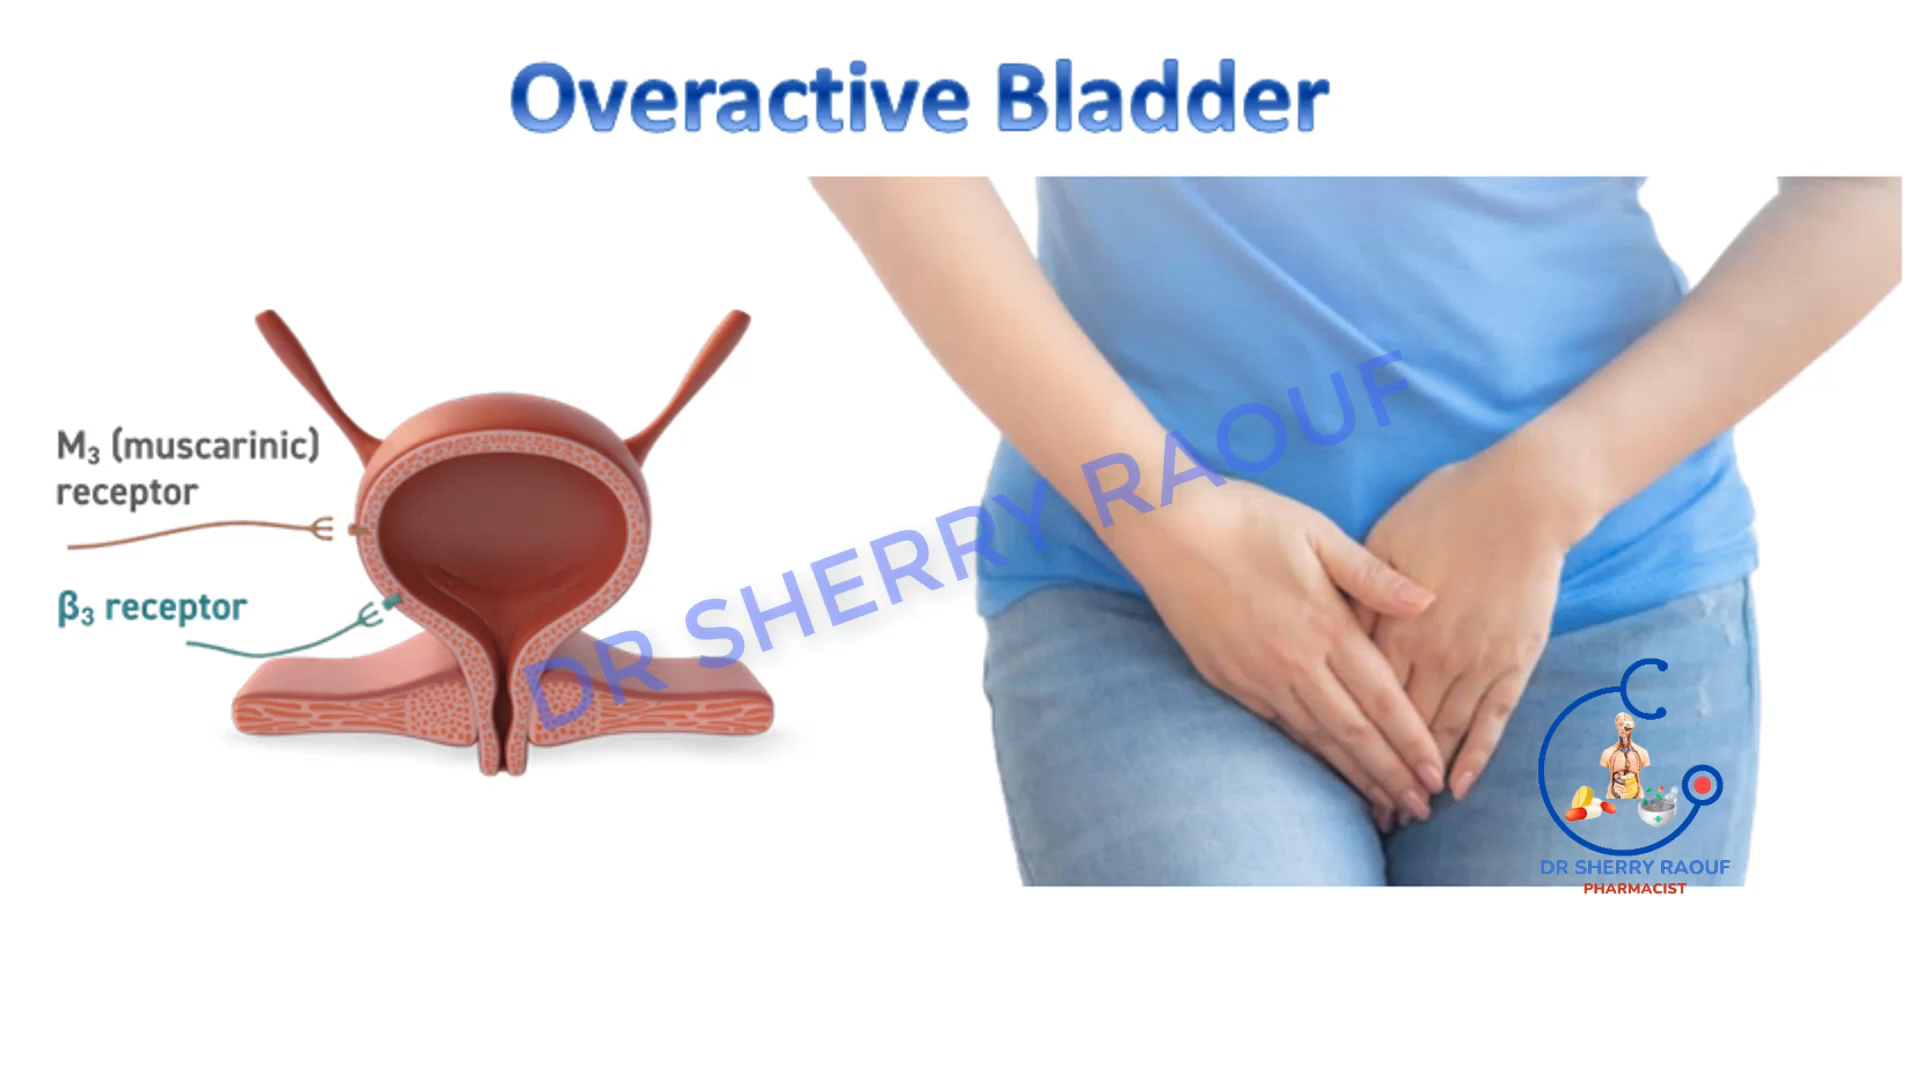 Overactive Bladder
M₃ (muscarinic)
receptor
β₃ receptor
DR SHERRY RAOUF
DR SHERRY RAOUF
PHARMACIST